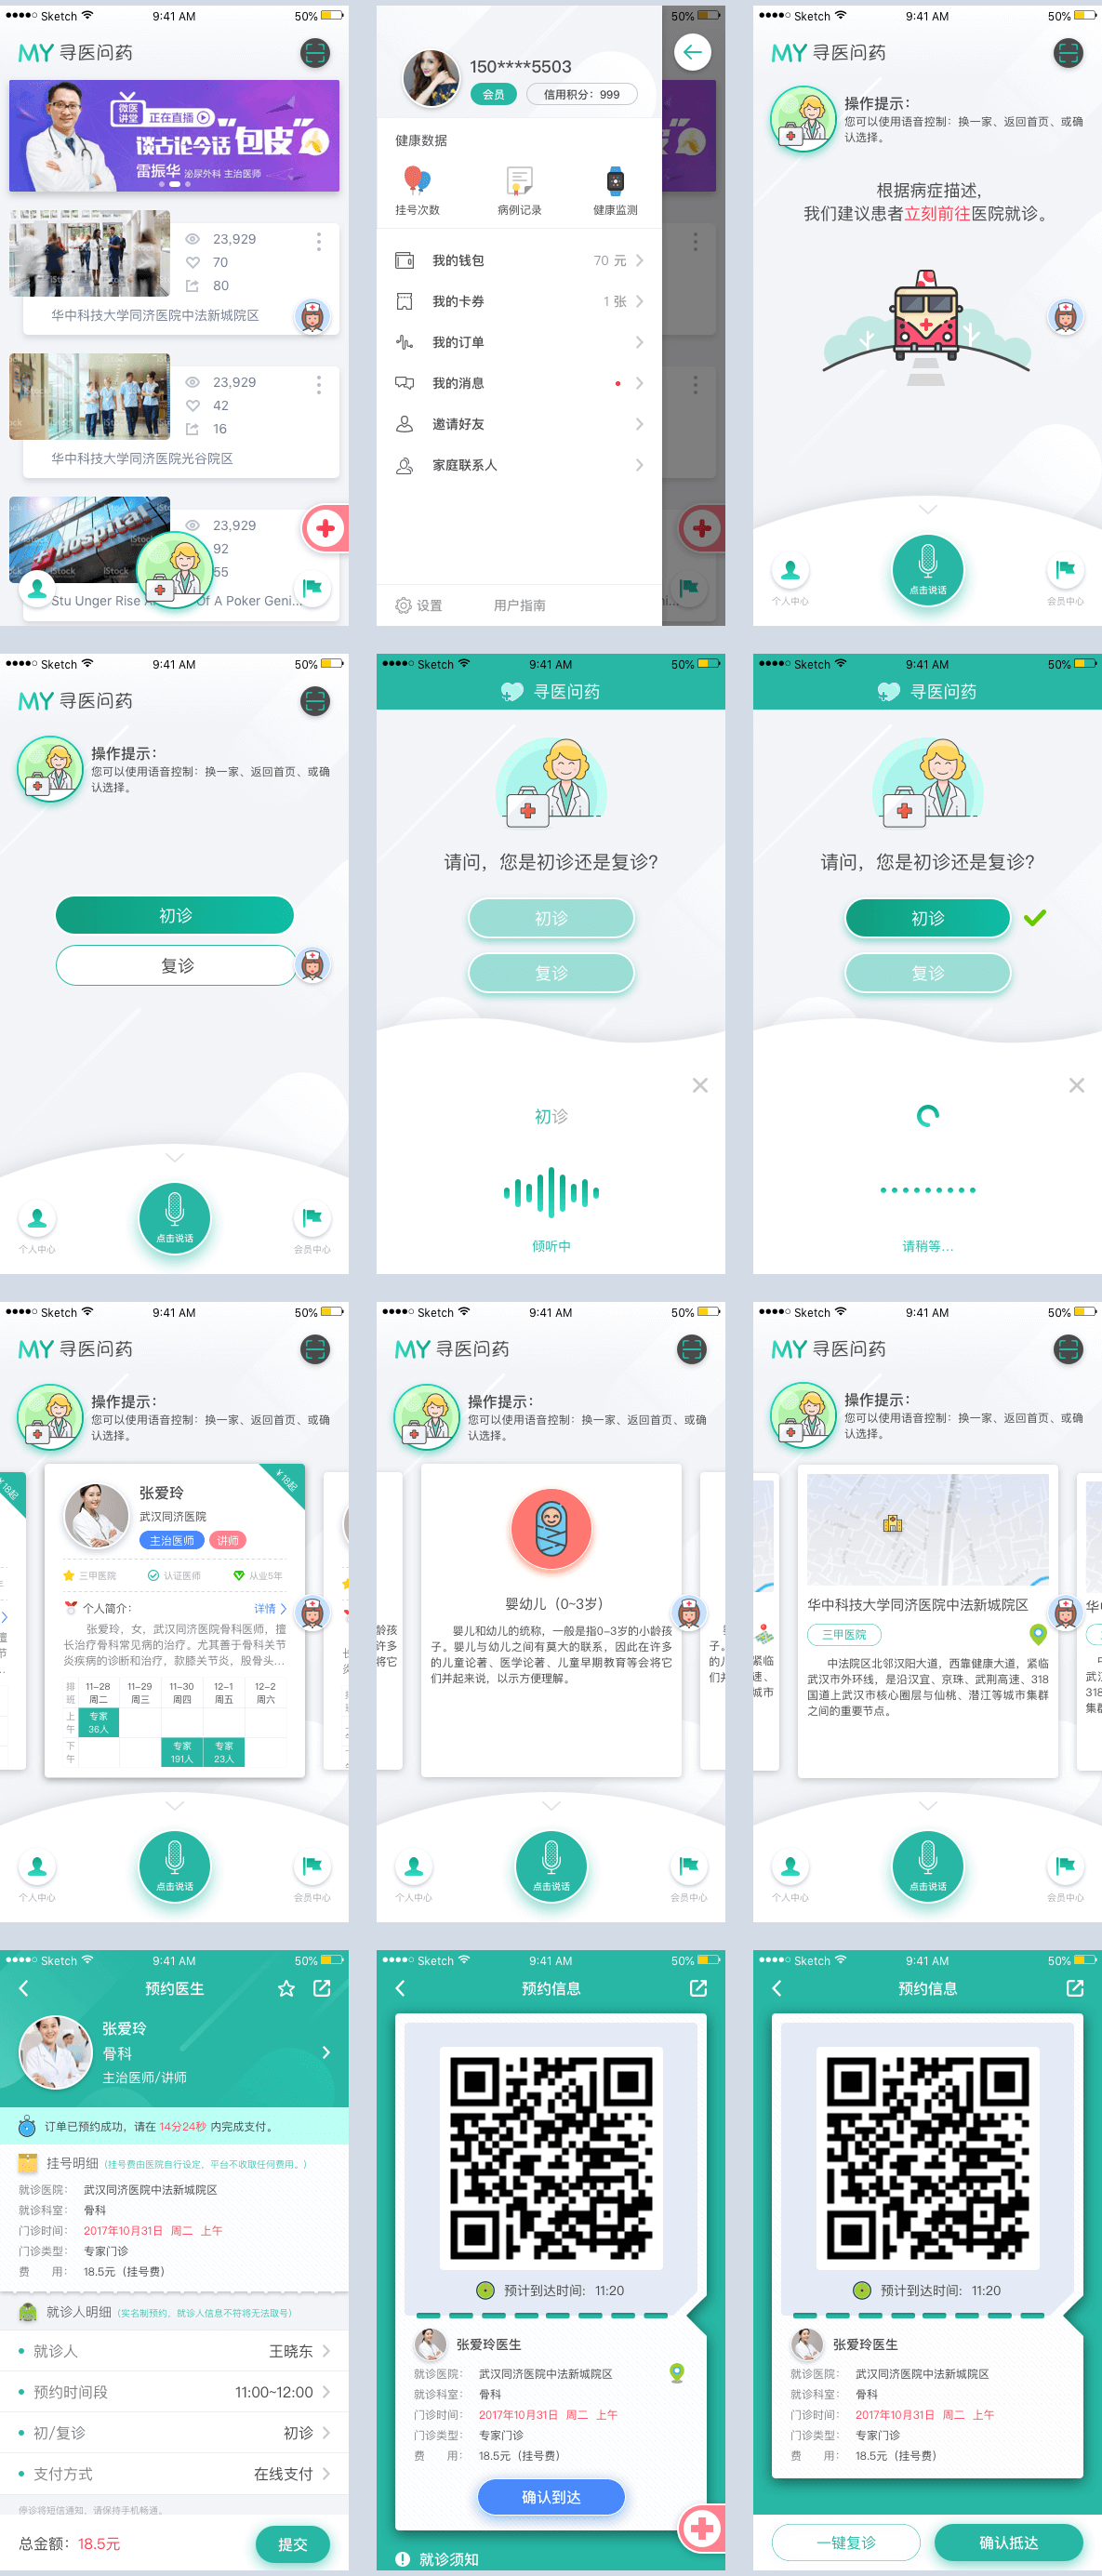 Sketch 9:41 AM 50%
MY 寻医问药
微医讲堂 正在直播
谈古论今话"包皮"
雷振华 泌尿外科 主治医师
23,929
70
80
华中科技大学同济医院中法新城院区
23,929
42
16
华中科技大学同济医院光谷院区
Hospital
23,929
92
55
Stu Unger Rise Of A Poker Geni...
50%
150****5503
会员 信用积分：999
健康数据
挂号次数 病例记录 健康监测
我的钱包 70 元
我的卡券 1 张
我的订单
我的消息
邀请好友
家庭联系人
设置 用户指南
Sketch 9:41 AM 50%
MY 寻医问药
操作提示：
您可以使用语音控制：换一家、返回首页、或确
认选择。
根据病症描述，
我们建议患者立刻前往医院就诊。
点击说话
个人中心 会员中心
Sketch 9:41 AM 50%
MY 寻医问药
操作提示：
您可以使用语音控制：换一家、返回首页、或确
认选择。
初诊
复诊
点击说话
个人中心 会员中心
Sketch 9:41 AM 50%
寻医问药
请问，您是初诊还是复诊?
初诊
复诊
初诊
倾听中
Sketch 9:41 AM 50%
寻医问药
请问，您是初诊还是复诊?
初诊
复诊
请稍等...
Sketch 9:41 AM 50%
MY 寻医问药
操作提示：
您可以使用语音控制：换一家、返回首页、或确
认选择。
¥18起
张爱玲
武汉同济医院
主治医师 讲师
三甲医院 认证医师 从业5年
个人简介： 详情
张爱玲，女，武汉同济医院骨科医师，擅
长治疗骨科常见病的治疗。尤其善于骨科关节
炎疾病的诊断和治疗，款膝关节炎，股骨头...
排班 11-28 周二 11-29 周三 11-30 周四 12-1 周五 12-2 周六
上午 专家 36人
下午 专家 191人 专家 23人
点击说话
个人中心 会员中心
Sketch 9:41 AM 50%
MY 寻医问药
操作提示：
您可以使用语音控制：换一家、返回首页、或确
认选择。
婴幼儿（0~3岁）
婴儿和幼儿的统称，一般是指0-3岁的小龄孩
子。婴儿与幼儿之间有莫大的联系，因此在许多
的儿童论著、医学论著、儿童早期教育等会将它
们并起来说，以示方便理解。
点击说话
个人中心 会员中心
Sketch 9:41 AM 50%
MY 寻医问药
操作提示：
您可以使用语音控制：换一家、返回首页、或确
认选择。
华中科技大学同济医院中法新城院区
三甲医院
中法院区北邻汉阳大道，西靠健康大道，紧临
武汉市外环线，是沿汉宜、京珠、武荆高速、318
国道上武汉市核心圈层与仙桃、潜江等城市集群
之间的重要节点。
点击说话
个人中心 会员中心
Sketch 9:41 AM 50%
预约医生
张爱玲
骨科
主治医师/讲师
订单已预约成功，请在 14分24秒 内完成支付。
挂号明细（挂号费由医院自行设定，平台不收取任何费用。）
就诊医院： 武汉同济医院中法新城院区
就诊科室： 骨科
门诊时间： 2017年10月31日 周二 上午
门诊类型： 专家门诊
费 用： 18.5元（挂号费）
就诊人明细（实名制预约，就诊人信息不符将无法取号）
就诊人 王晓东
预约时间段 11:00~12:00
初/复诊 初诊
支付方式 在线支付
停诊将短信通知，请保持手机畅通。
总金额：18.5元 提交
Sketch 9:41 AM 50%
预约信息
预计到达时间： 11:20
张爱玲医生
就诊医院： 武汉同济医院中法新城院区
就诊科室： 骨科
门诊时间： 2017年10月31日 周二 上午
门诊类型： 专家门诊
费 用： 18.5元（挂号费）
确认到达
就诊须知
Sketch 9:41 AM 50%
预约信息
预计到达时间： 11:20
张爱玲医生
就诊医院： 武汉同济医院中法新城院区
就诊科室： 骨科
门诊时间： 2017年10月31日 周二 上午
门诊类型： 专家门诊
费 用： 18.5元（挂号费）
一键复诊 确认抵达